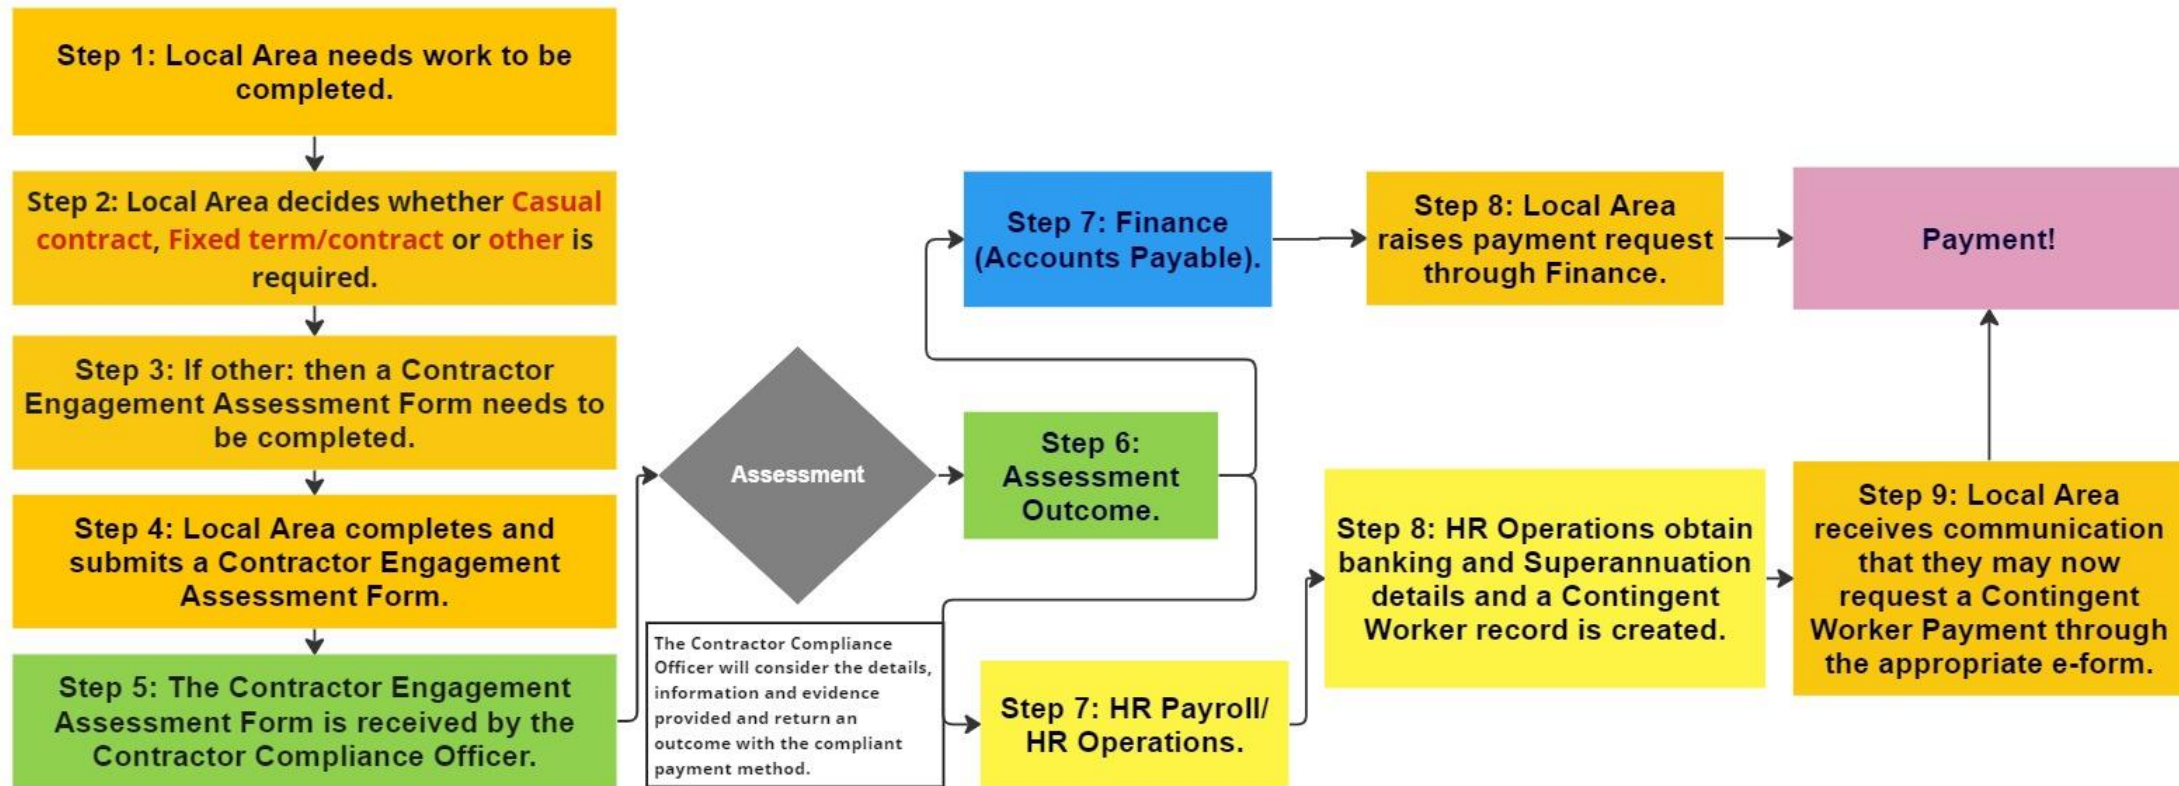 Step 1: Local Area needs work to be
completed.
Step 2: Local Area decides whether Casual
contract, Fixed term/contract or other is
required.
Step 3: If other: then a Contractor
Engagement Assessment Form needs to
be completed.
Step 4: Local Area completes and
submits a Contractor Engagement
Assessment Form.
Step 5: The Contractor Engagement
Assessment Form is received by the
Contractor Compliance Officer.
Assessment
The Contractor Compliance
Officer will consider the details,
information and evidence
provided and return an
outcome with the compliant
payment method.
Step 6:
Assessment
Outcome.
Step 7: Finance
(Accounts Payable).
Step 8: Local Area
raises payment request
through Finance.
Payment!
Step 7: HR Payroll/
HR Operations.
Step 8: HR Operations obtain
banking and Superannuation
details and a Contingent
Worker record is created.
Step 9: Local Area
receives communication
that they may now
request a Contingent
Worker Payment through
the appropriate e-form.